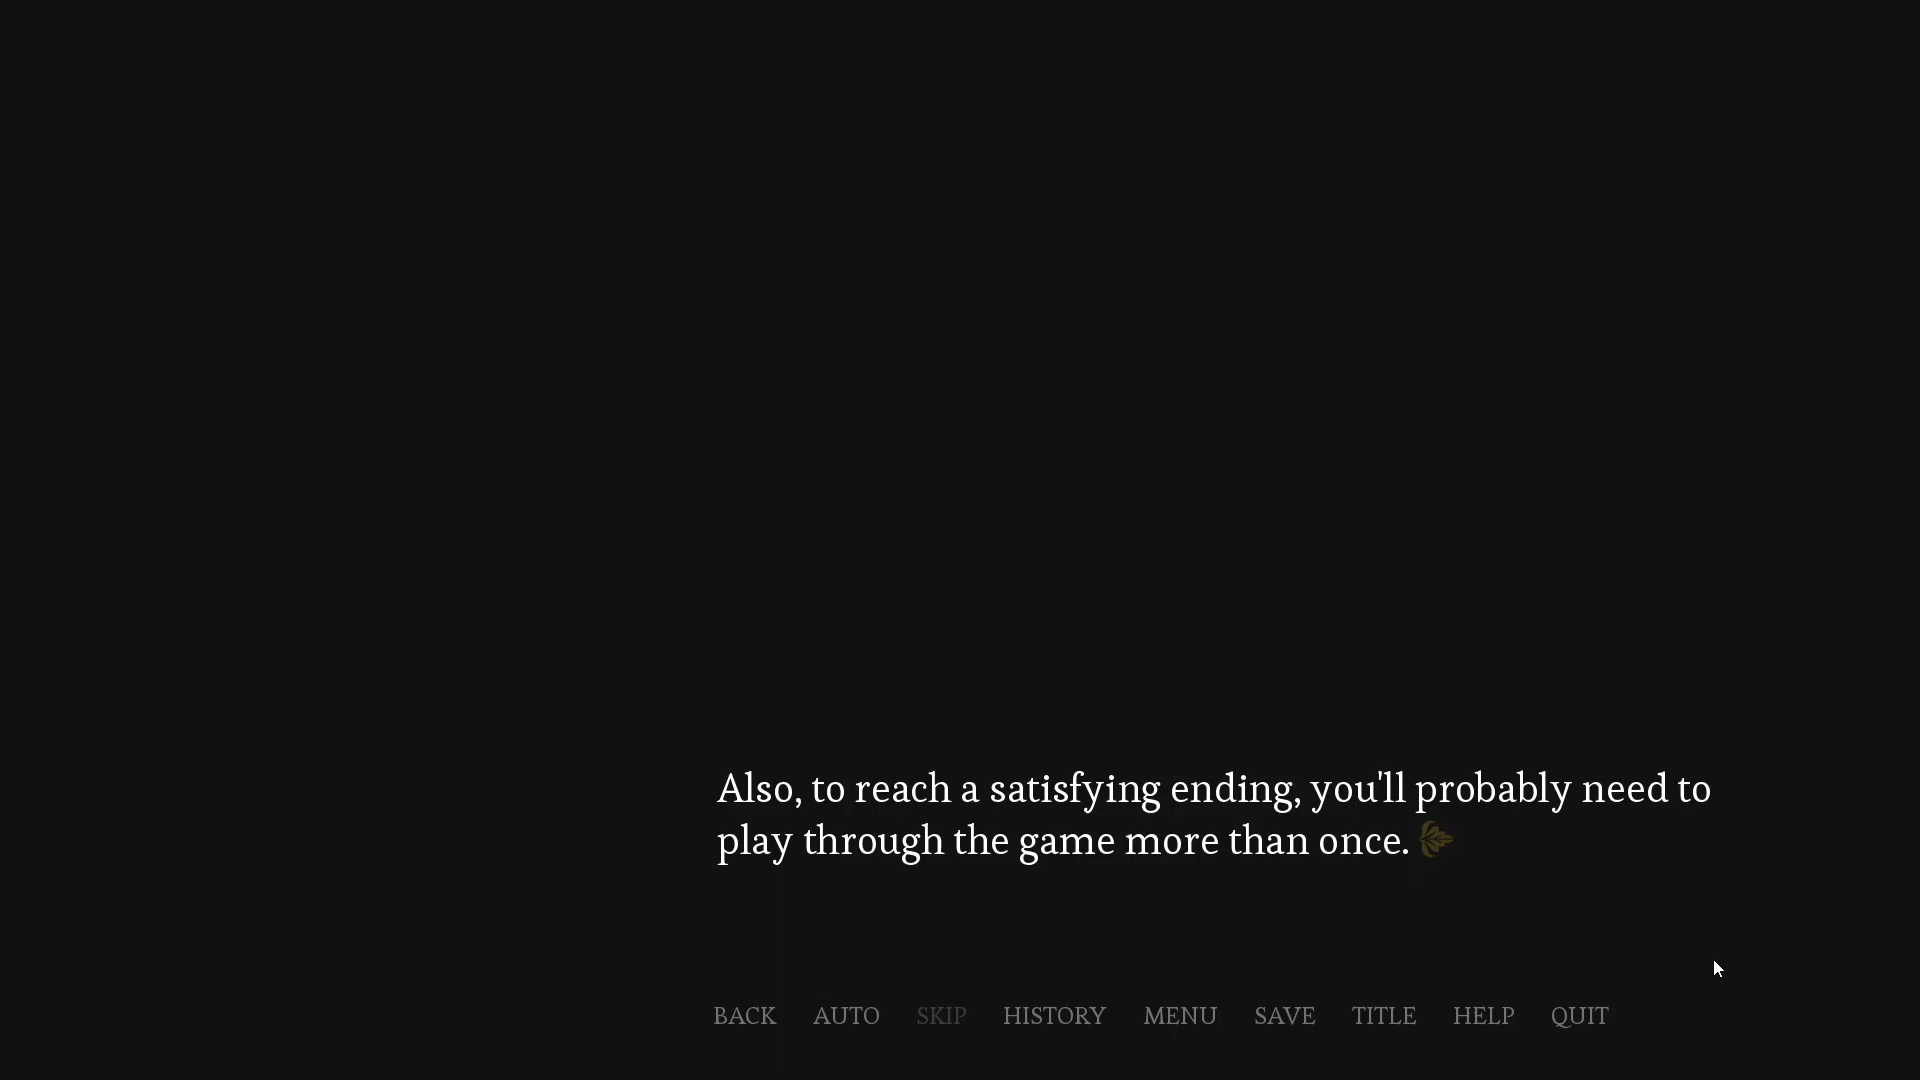 Also, to reach a satisfying ending, you'll probably need to
play through the game more than once.
BACK AUTO SKIP HISTORY MENU SAVE TITLE HELP QUIT